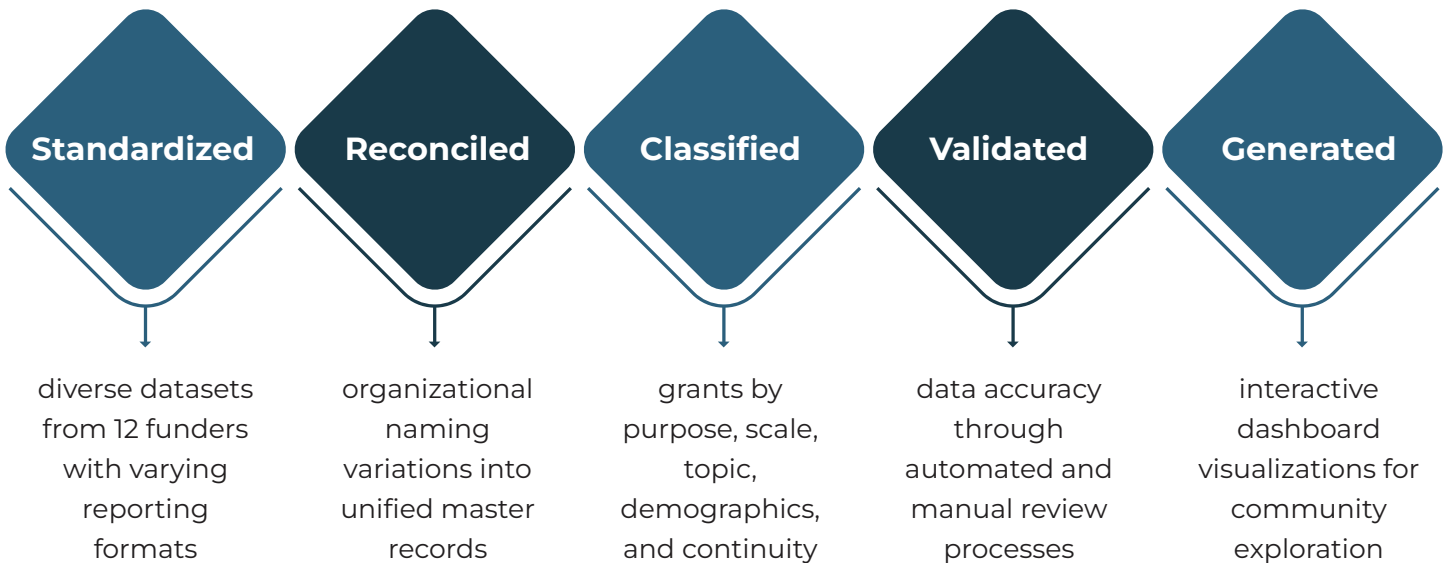 Standardized
diverse datasets
from 12 funders
with varying
reporting
formats
Reconciled
organizational
naming
variations into
unified master
records
Classified
grants by
purpose, scale,
topic,
demographics,
and continuity
Validated
data accuracy
through
automated and
manual review
processes
Generated
interactive
dashboard
visualizations for
community
exploration